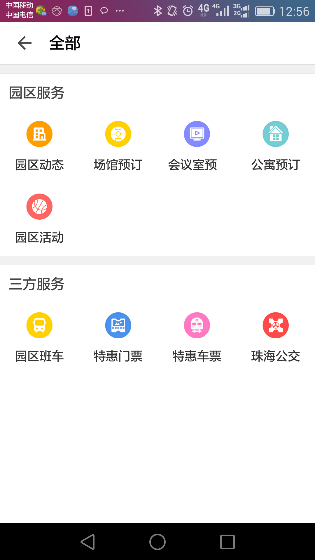 中国移动 4G 4G 3G 2G 12:56
中国电信
全部
园区服务
园区动态 场馆预订 会议室预 公寓预订
园区活动
三方服务
园区班车 特惠门票 特惠车票 珠海公交